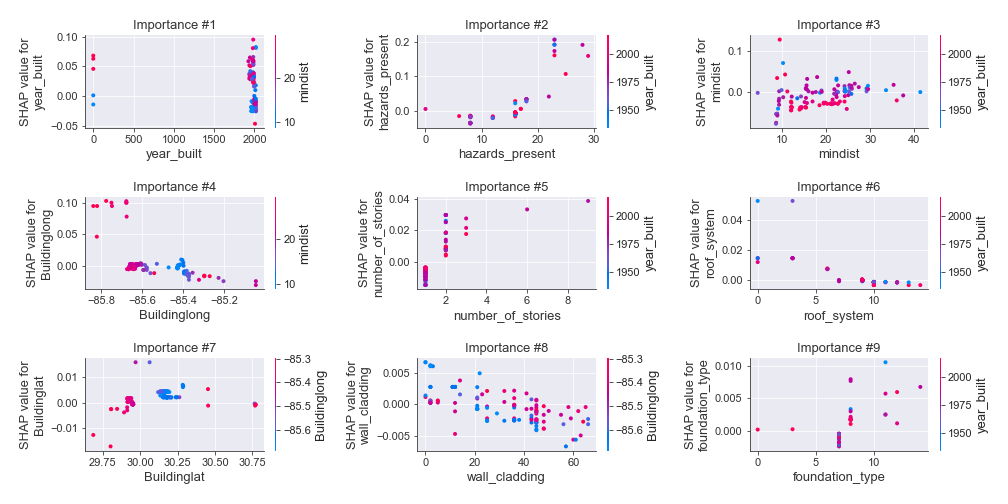 Importance #1
Importance #2
Importance #3
SHAP value for
year_built
0.10
0.05
0.00
−0.05
0
500
1000
1500
2000
year_built
20
10
mindist
SHAP value for
hazards_present
0.2
0.1
0.0
0
10
20
30
hazards_present
2000
1975
1950
year_built
SHAP value for
mindist
0.1
0.0
10
20
30
40
mindist
2000
1975
1950
year_built
Importance #4
Importance #5
Importance #6
SHAP value for
Buildinglong
0.10
0.05
0.00
−85.8
−85.6
−85.4
−85.2
Buildinglong
20
10
mindist
SHAP value for
number_of_stories
0.04
0.02
0.00
2
4
6
8
number_of_stories
2000
1975
1950
year_built
SHAP value for
roof_system
0.04
0.02
0.00
0
5
10
roof_system
2000
1975
1950
year_built
Importance #7
Importance #8
Importance #9
SHAP value for
Buildinglat
0.01
0.00
−0.01
29.75
30.00
30.25
30.50
30.75
Buildinglat
−85.3
−85.4
−85.5
−85.6
Buildinglong
SHAP value for
wall_cladding
0.005
0.000
−0.005
0
20
40
60
wall_cladding
−85.3
−85.4
−85.5
−85.6
Buildinglong
SHAP value for
foundation_type
0.010
0.005
0.000
0
5
10
foundation_type
2000
1975
1950
year_built